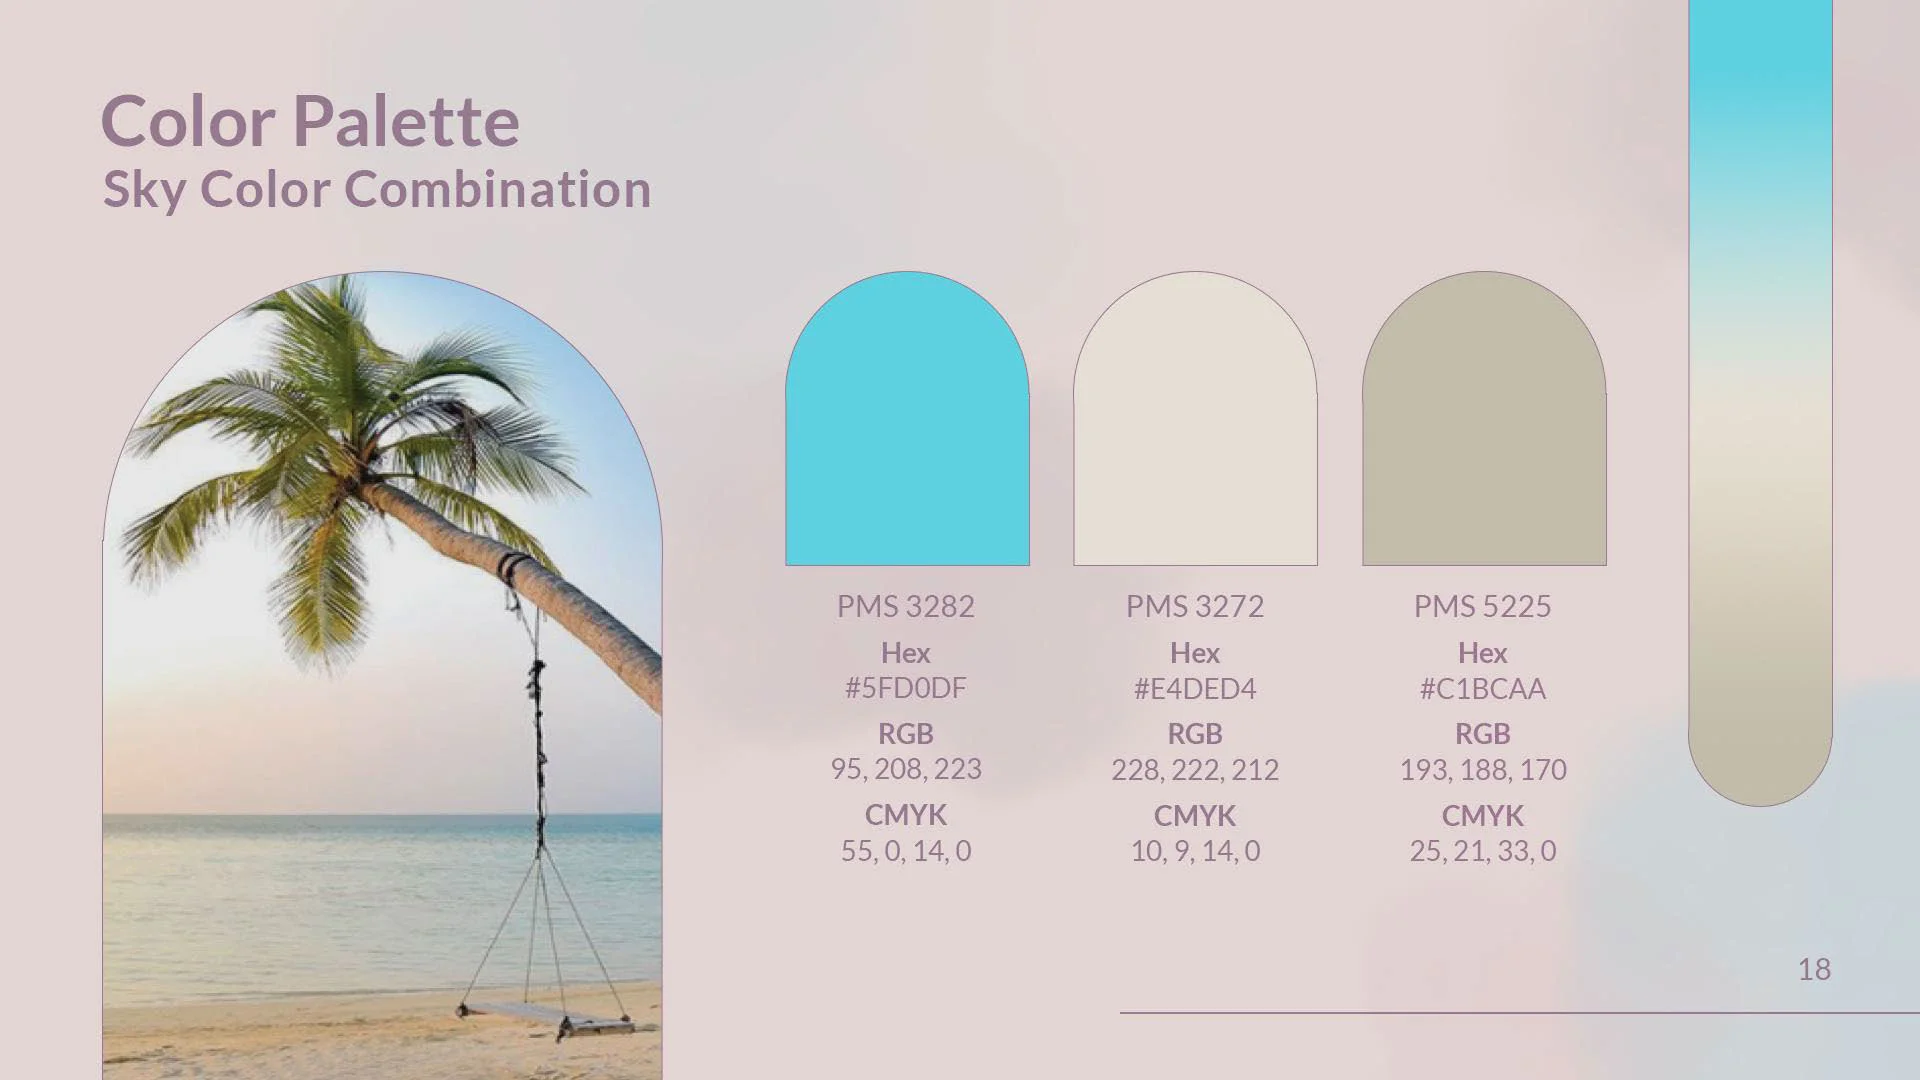 Color Palette
Sky Color Combination
PMS 3282
Hex
#5FD0DF
RGB
95, 208, 223
CMYK
55, 0, 14, 0
PMS 3272
Hex
#E4DED4
RGB
228, 222, 212
CMYK
10, 9, 14, 0
PMS 5225
Hex
#C1BCAA
RGB
193, 188, 170
CMYK
25, 21, 33, 0
18